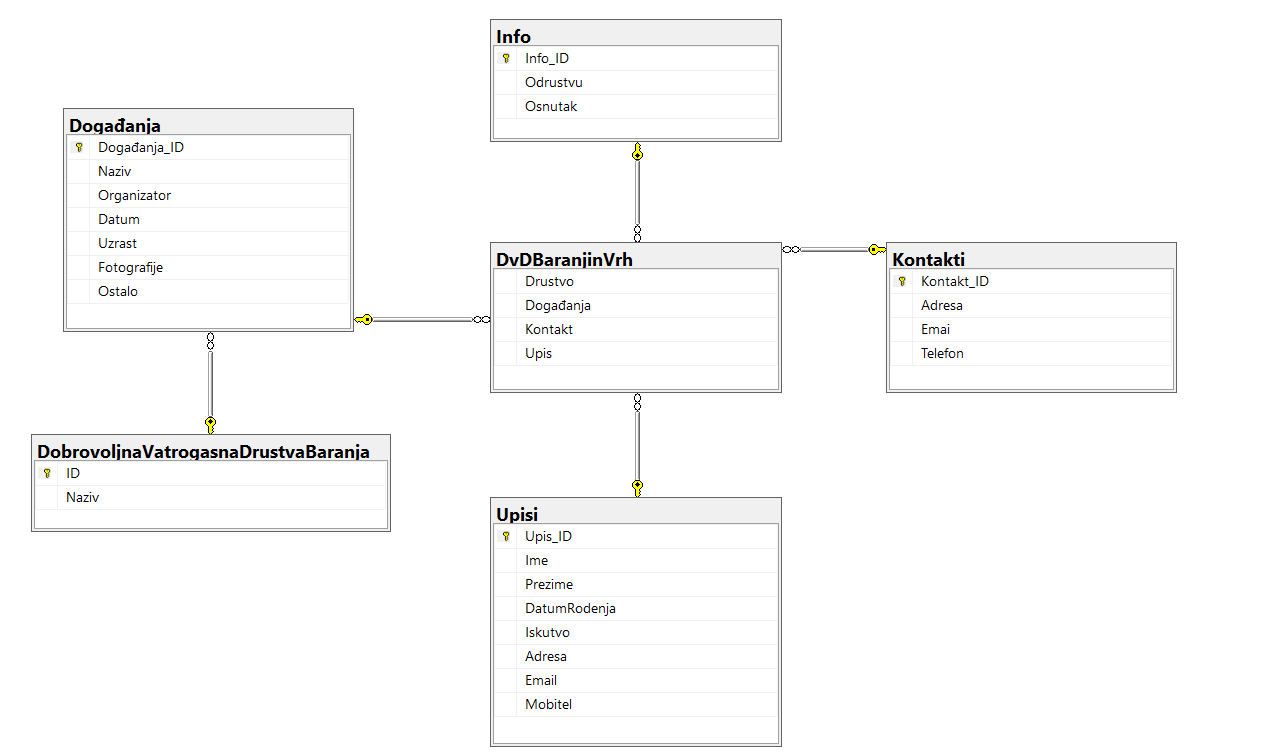 Info
Info_ID
Odrustvu
Osnutak
Događanja
Događanja_ID
Naziv
Organizator
Datum
Uzrast
Fotografije
Ostalo
DvDBaranjinVrh
Drustvo
Događanja
Kontakt
Upis
Kontakti
Kontakt_ID
Adresa
Emai
Telefon
DobrovoljnaVatrogasnaDrustvaBaranja
ID
Naziv
Upisi
Upis_ID
Ime
Prezime
DatumRodenja
Iskutvo
Adresa
Email
Mobitel